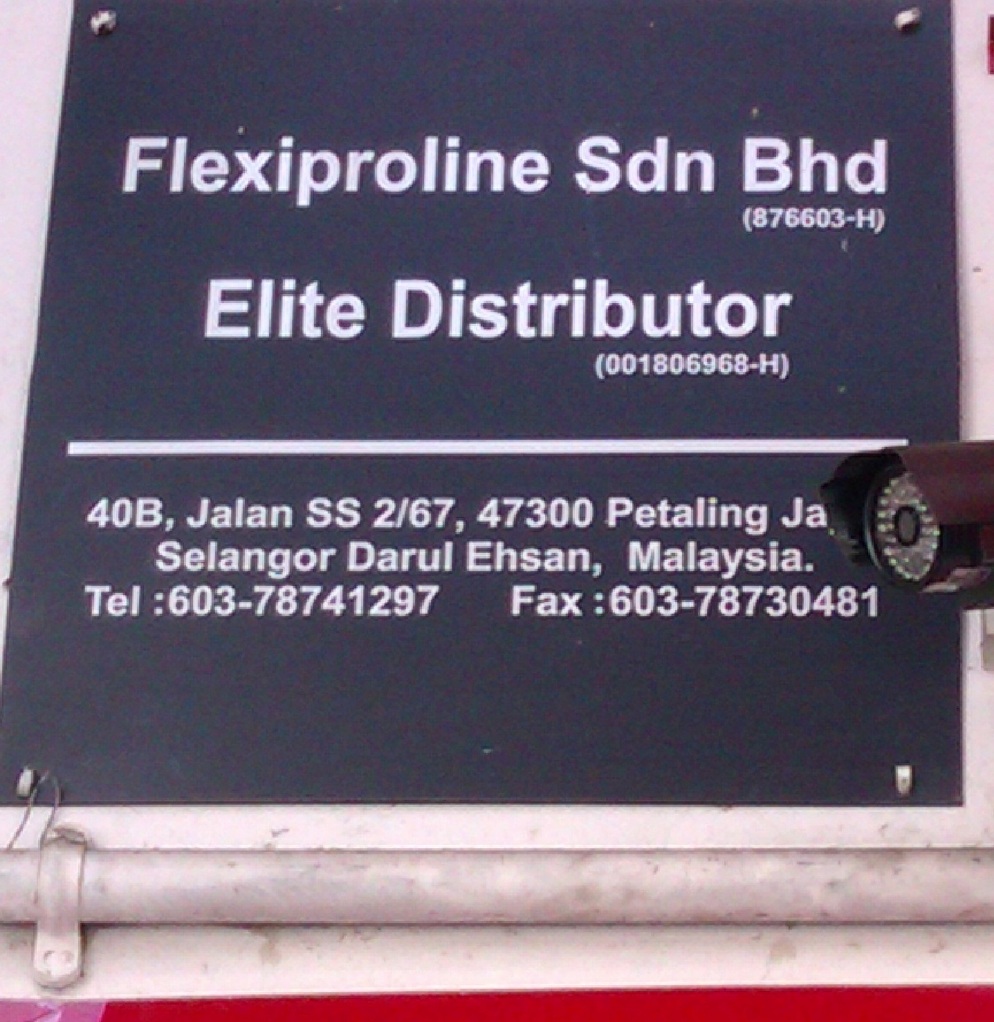 Flexiproline Sdn Bhd
(876603-H)
Elite Distributor
(001806968-H)
40B, Jalan SS 2/67, 47300 Petaling
Selangor Darul Ehsan, Malaysia.
Tel :603-78741297 Fax :603-78730481